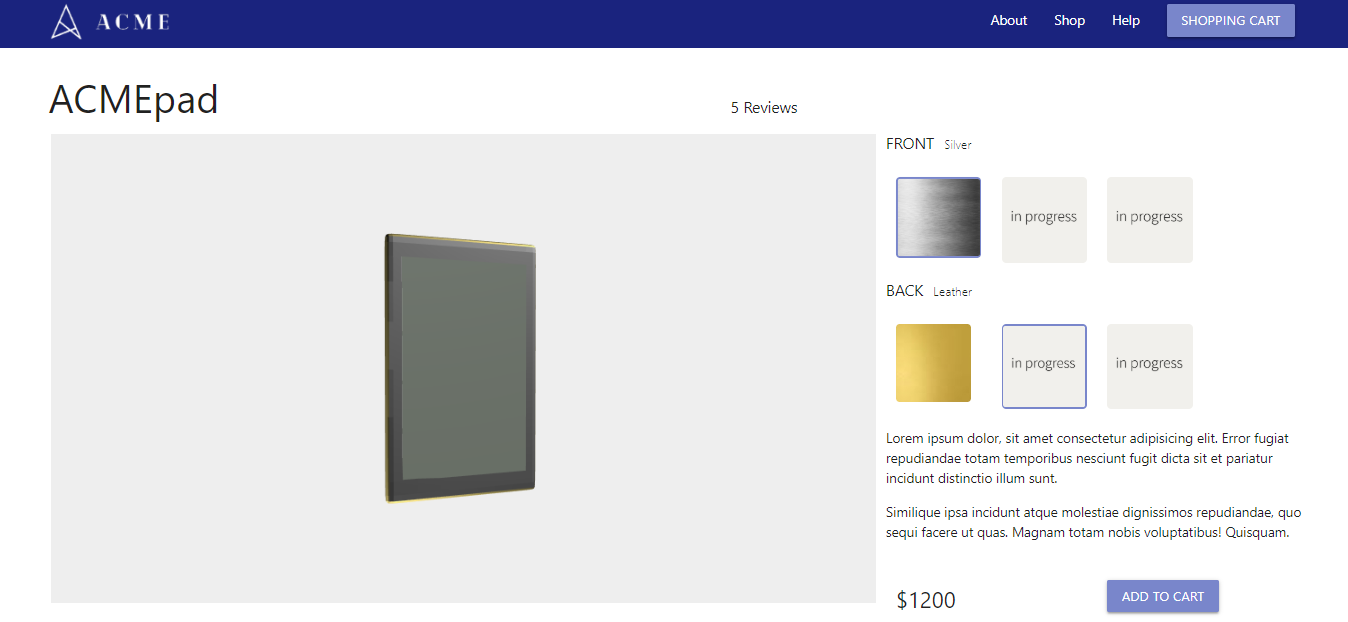 ACME
About Shop Help SHOPPING CART
ACMEpad
5 Reviews
FRONT Silver
in progress in progress
BACK Leather
in progress in progress
Lorem ipsum dolor, sit amet consectetur adipisicing elit. Error fugiat
repudiandae totam temporibus nesciunt fugit dicta sit et pariatur
incidunt distinctio illum sunt.
Similique ipsa incidunt atque molestiae dignissimos repudiandae, quo
sequi facere ut quas. Magnam totam nobis voluptatibus! Quisquam.
$1200 ADD TO CART